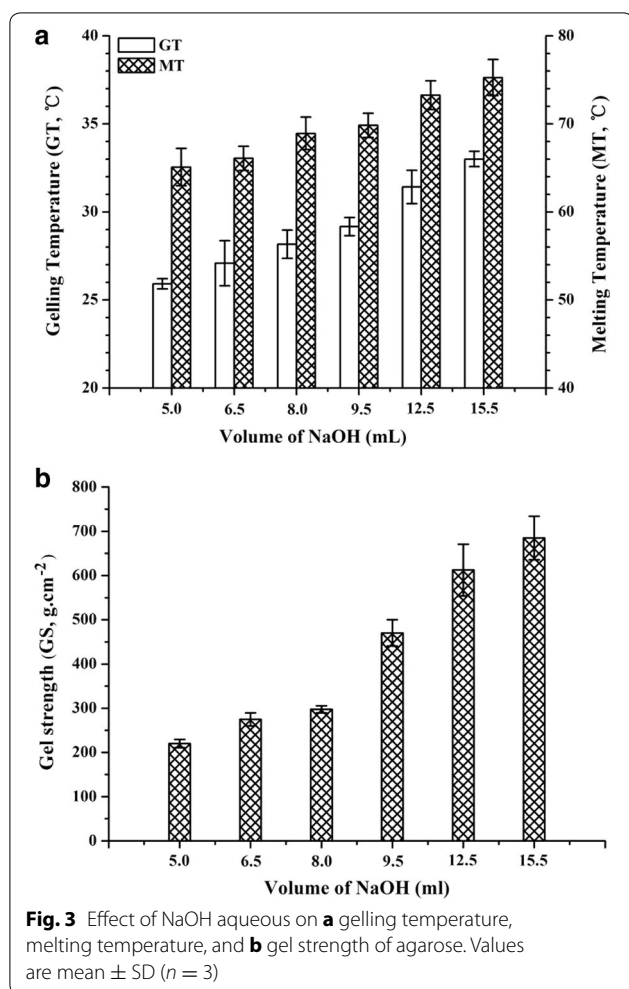 a
GT
MT
40
35
30
25
20
Gelling Temperature (GT, ℃)
80
70
60
50
40
Melting Temperature (MT, ℃)
5.0 6.5 8.0 9.5 12.5 15.5
Volume of NaOH (mL)
b
800
700
600
500
400
300
200
100
0
Gel strength (GS, g.cm-2)
5.0 6.5 8.0 9.5 12.5 15.5
Volume of NaOH (ml)
Fig. 3 Effect of NaOH aqueous on a gelling temperature,
melting temperature, and b gel strength of agarose. Values
are mean ± SD (n = 3)